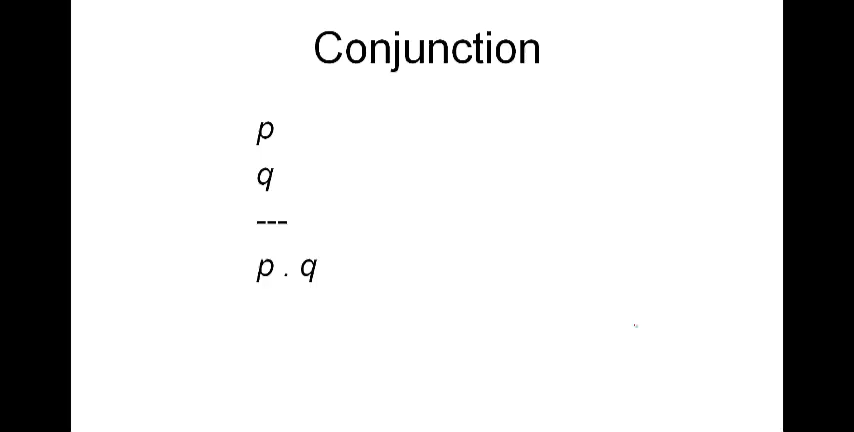 Conjunction
p
q
---
p . q